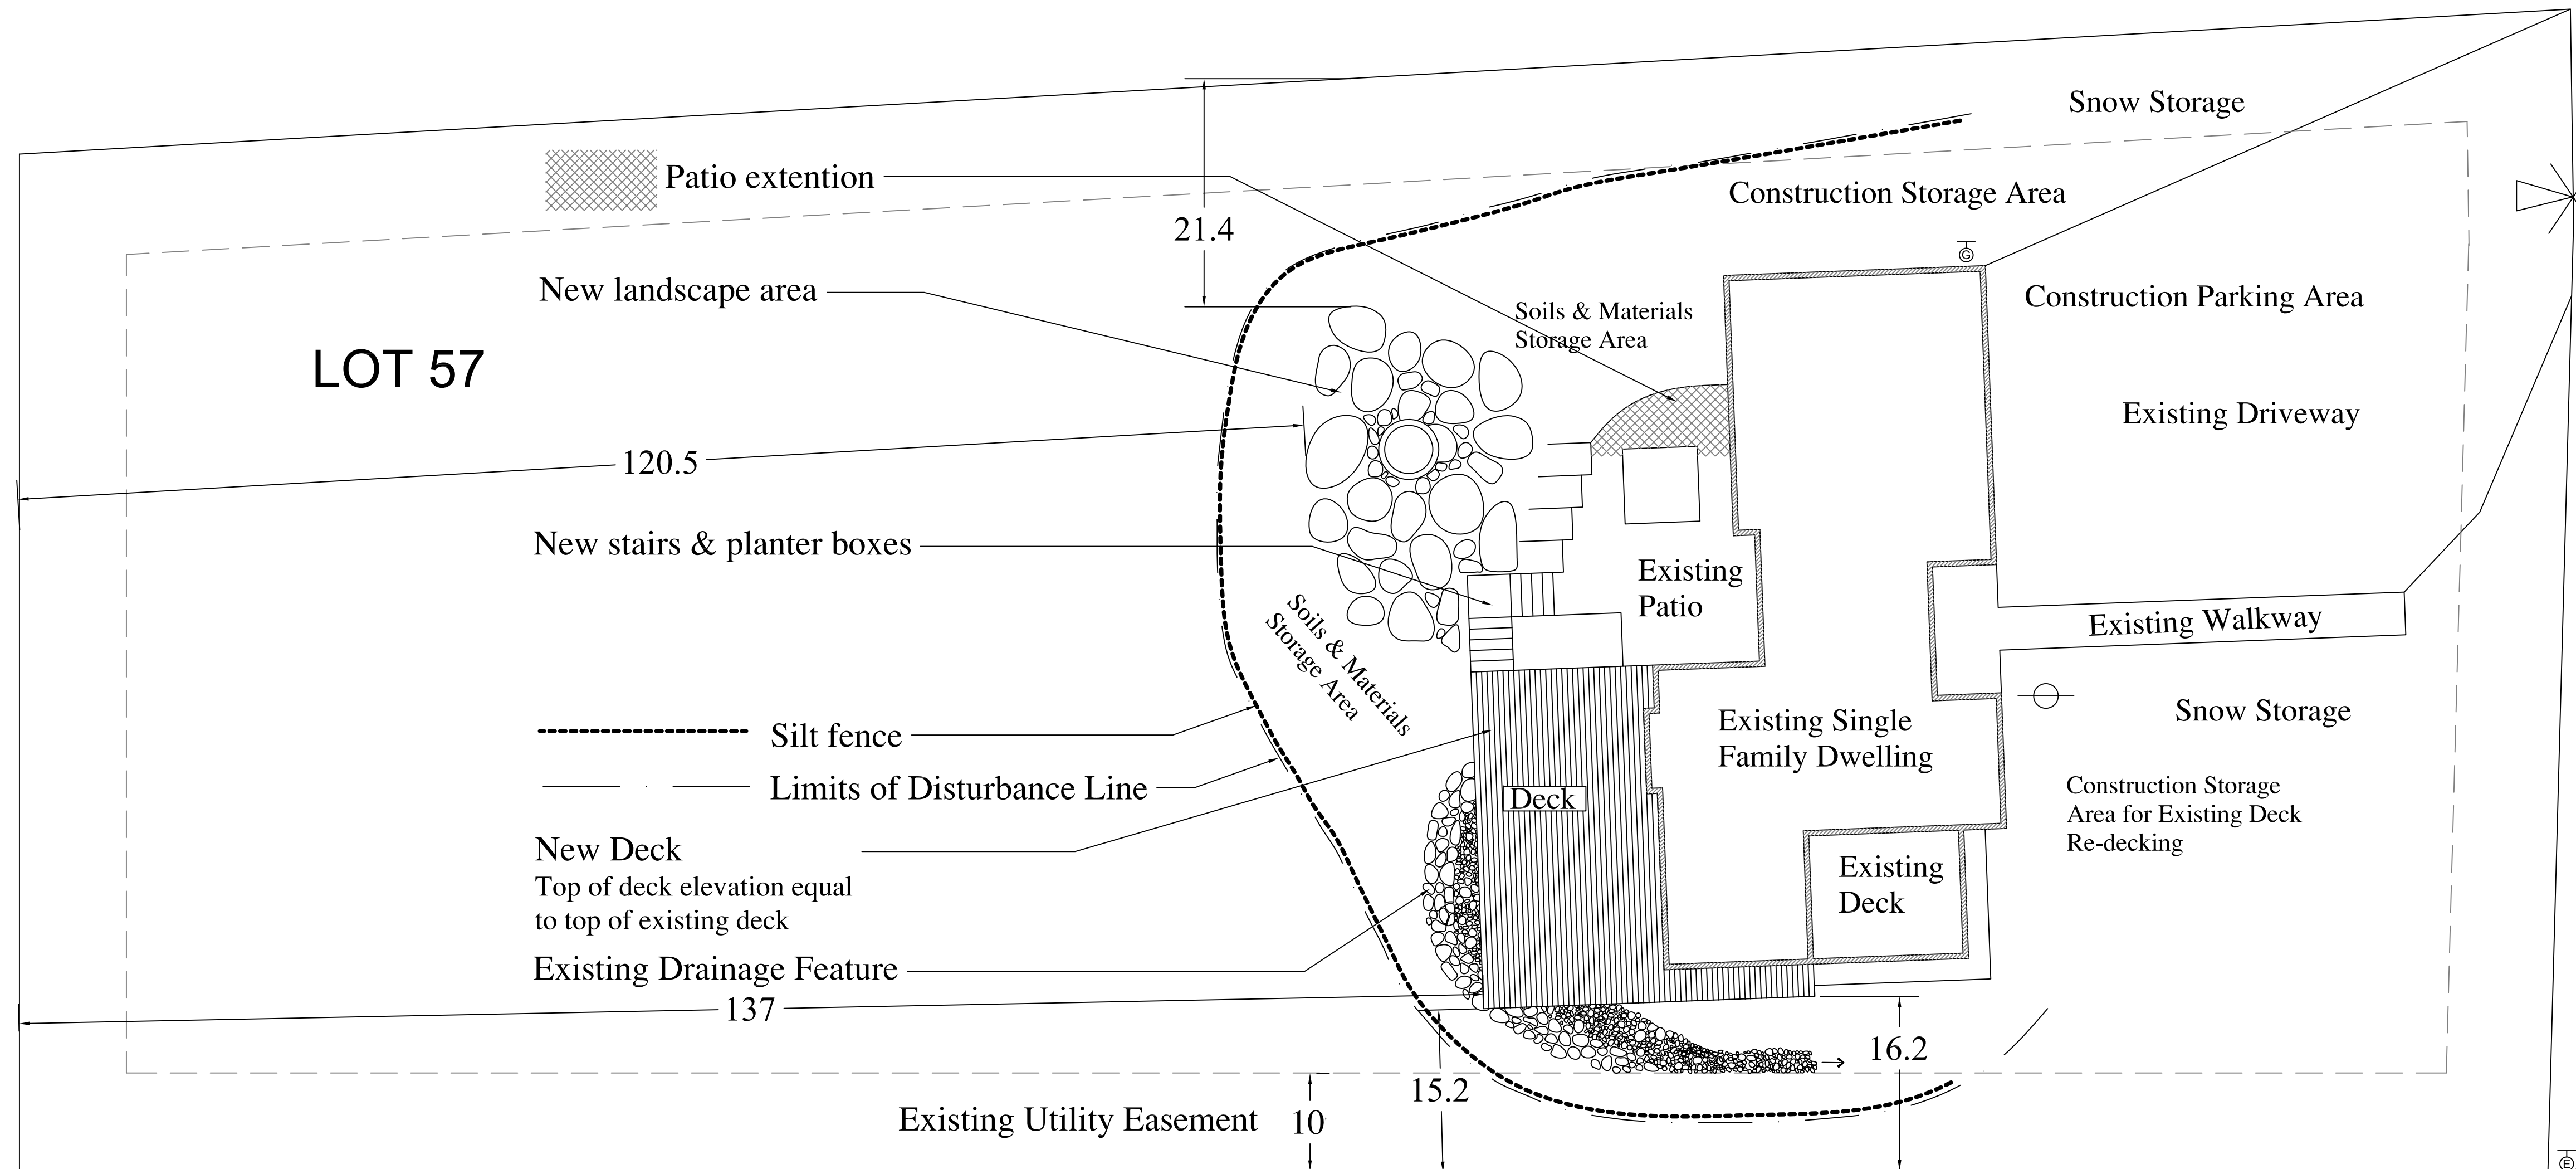 Snow Storage
Patio extention
Construction Storage Area
21.4
G
New landscape area
Soils & Materials
Storage Area
Construction Parking Area
LOT 57
Existing Driveway
120.5
New stairs & planter boxes
Existing
Patio
Existing Walkway
Soils & Materials
Storage Area
Silt fence
Existing Single
Family Dwelling
Snow Storage
Limits of Disturbance Line
Deck
Construction Storage
Area for Existing Deck
Re-decking
New Deck
Top of deck elevation equal
to top of existing deck
Existing
Deck
Existing Drainage Feature
137
16.2
15.2
Existing Utility Easement
10
E